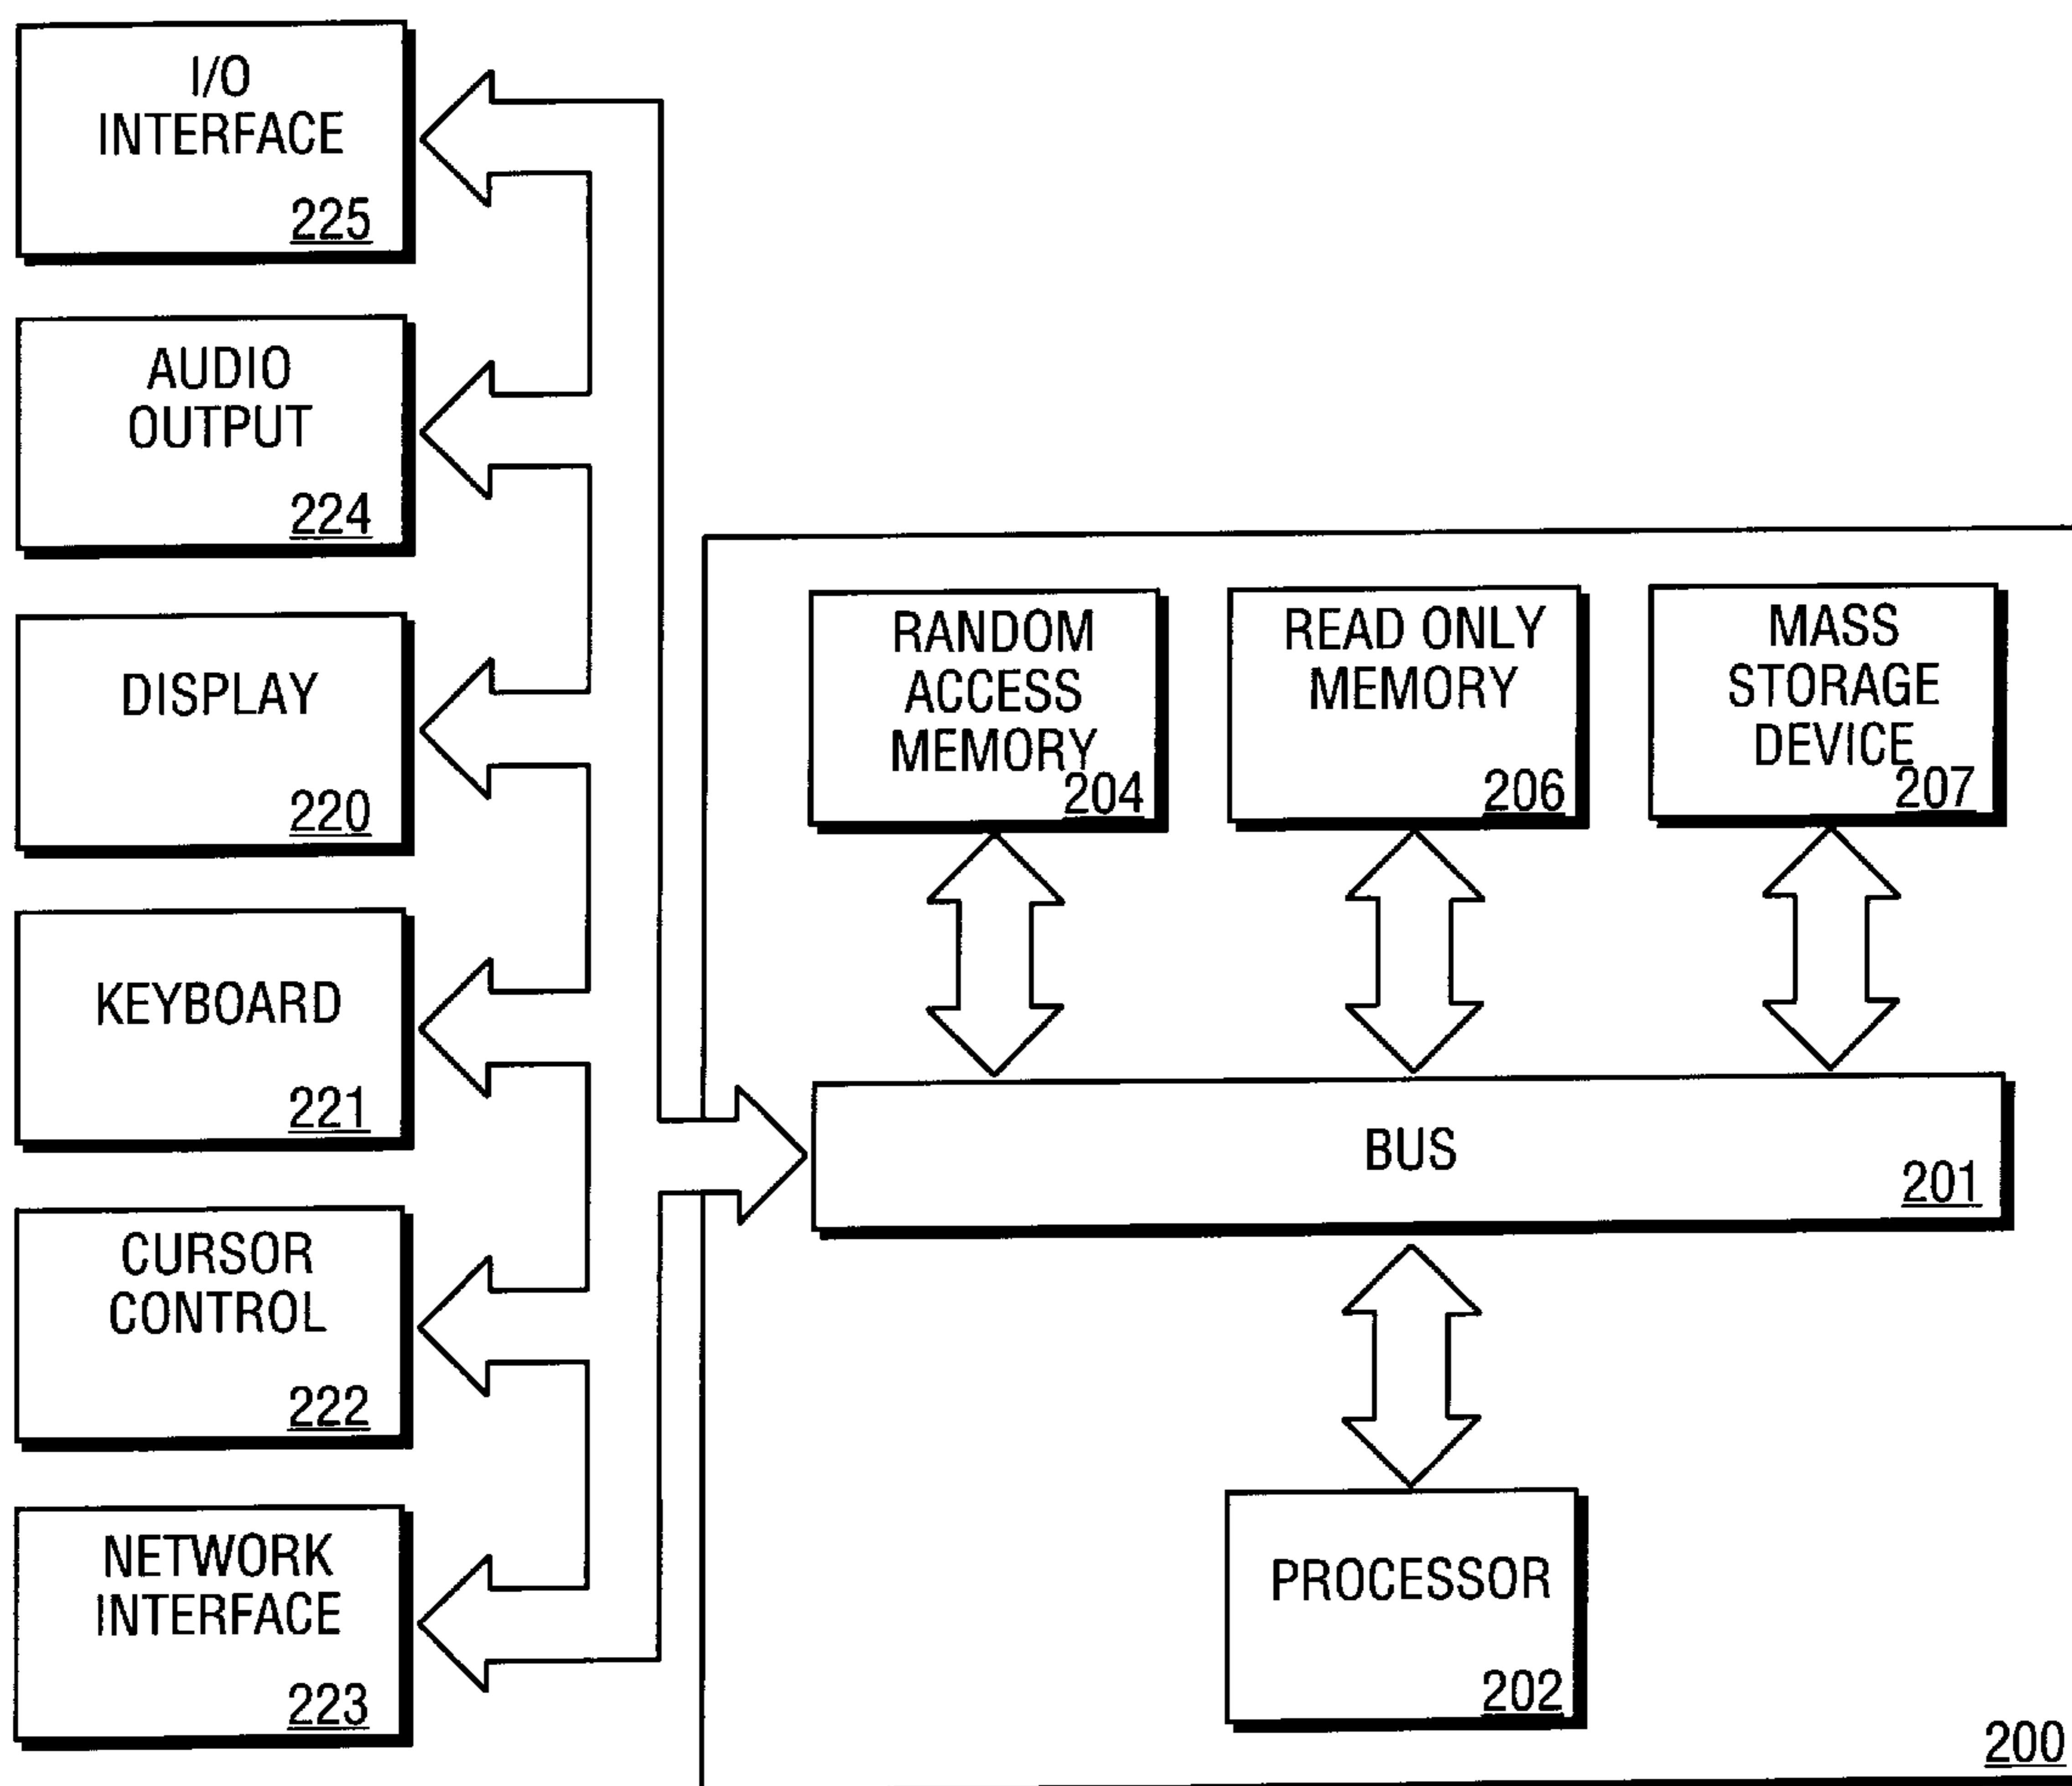 I/O
INTERFACE
225
AUDIO
OUTPUT
224
DISPLAY
220
KEYBOARD
221
CURSOR
CONTROL
222
NETWORK
INTERFACE
223
RANDOM
ACCESS
MEMORY
204
READ ONLY
MEMORY
206
MASS
STORAGE
DEVICE
207
BUS
201
PROCESSOR
202
200